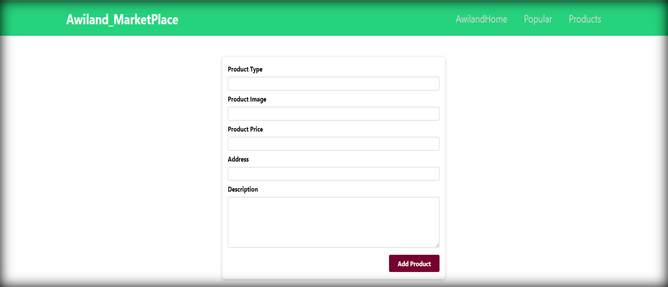 Awiland_MarketPlace
AwilandHome Popular Products
Product Type
Product Image
Product Price
Address
Description
Add Product